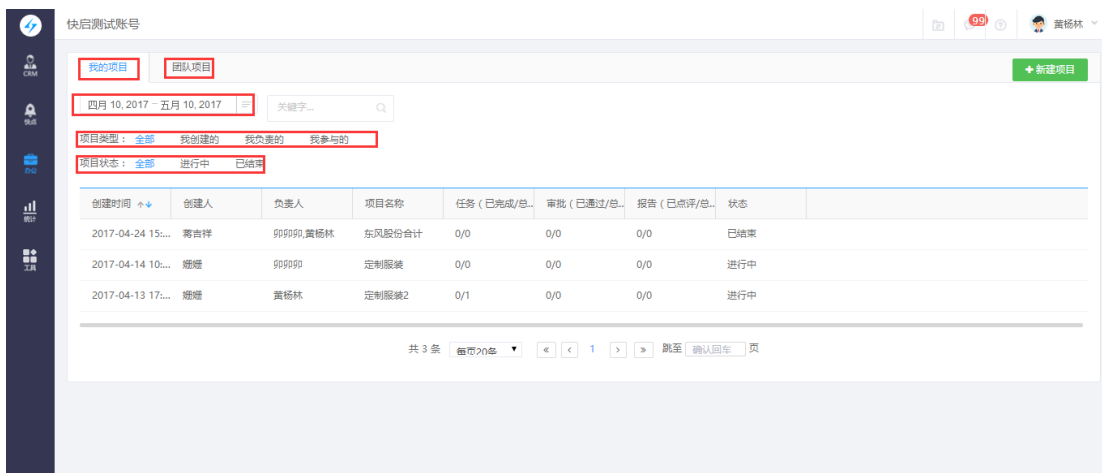 快启测试账号
99
黄杨林
CRM
快点
办公
统计
工具
我的项目 团队项目
+新建项目
四月 10, 2017 - 五月 10, 2017 关键字...
项目类型： 全部 我创建的 我负责的 我参与的
项目状态： 全部 进行中 已结束
创建时间 创建人 负责人 项目名称 任务（已完成/总... 审批（已通过/总... 报告（已点评/总... 状态
2017-04-24 15:... 蒋吉祥 卯卯卯,黄杨林 东风股份合计 0/0 0/0 0/0 已结束
2017-04-14 10:... 姗姗 卯卯卯 定制服装 0/0 0/0 0/0 进行中
2017-04-13 17:... 姗姗 黄杨林 定制服装2 0/1 0/0 0/0 进行中
共 3 条 每页20条 « < 1 > » 跳至 确认回车 页